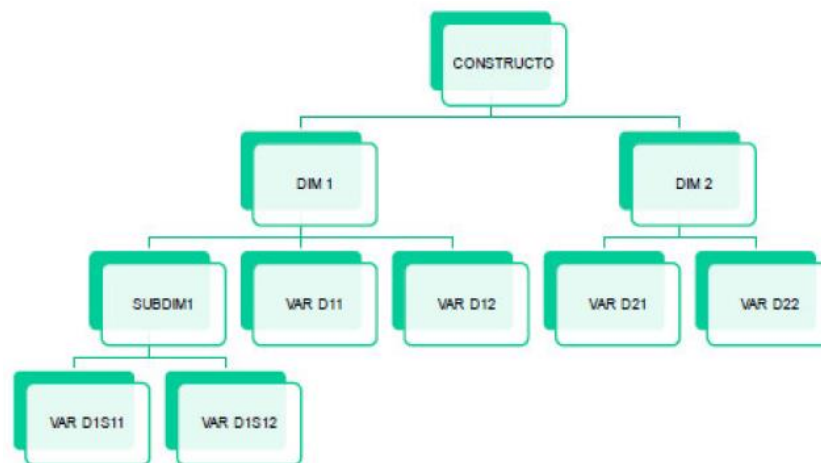 CONSTRUCTO
DIM 1
DIM 2
SUBDIM1
VAR D11
VAR D12
VAR D21
VAR D22
VAR D1S11
VAR D1S12